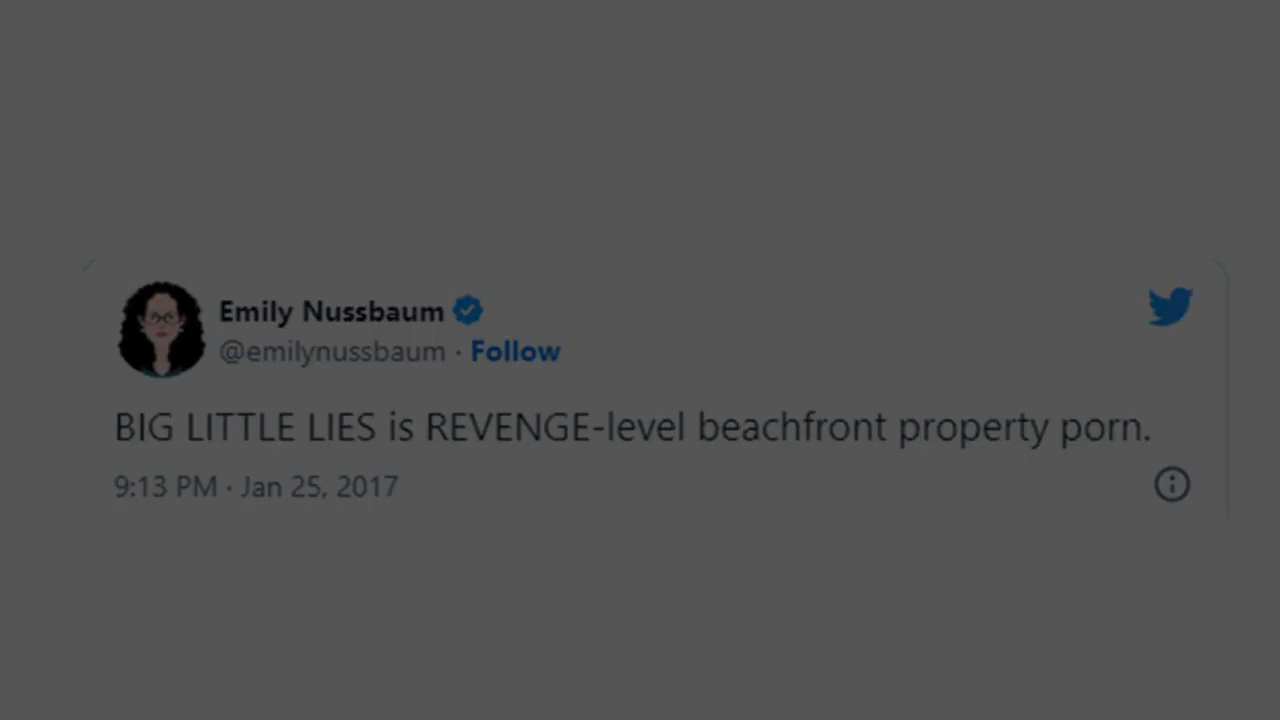 Emily Nussbaum
@emilynussbaum · Follow
BIG LITTLE LIES is REVENGE-level beachfront property porn.
9:13 PM · Jan 25, 2017